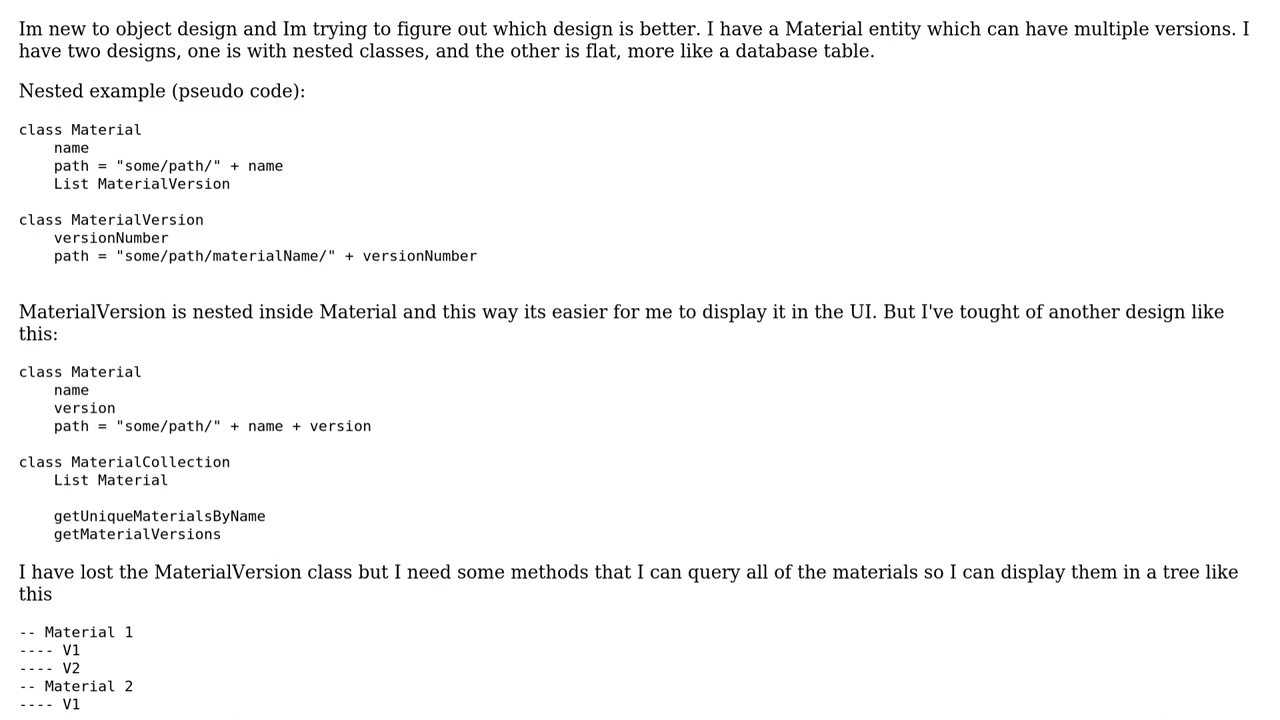 Im new to object design and Im trying to figure out which design is better. I have a Material entity which can have multiple versions. I
have two designs, one is with nested classes, and the other is flat, more like a database table.
Nested example (pseudo code):
class Material
    name
    path = "some/path/" + name
    List MaterialVersion
class MaterialVersion
    versionNumber
    path = "some/path/materialName/" + versionNumber
MaterialVersion is nested inside Material and this way its easier for me to display it in the UI. But I've tought of another design like
this:
class Material
    name
    version
    path = "some/path/" + name + version
class MaterialCollection
    List Material
    getUniqueMaterialsByName
    getMaterialVersions
I have lost the MaterialVersion class but I need some methods that I can query all of the materials so I can display them in a tree like
this
-- Material 1
---- V1
---- V2
-- Material 2
---- V1